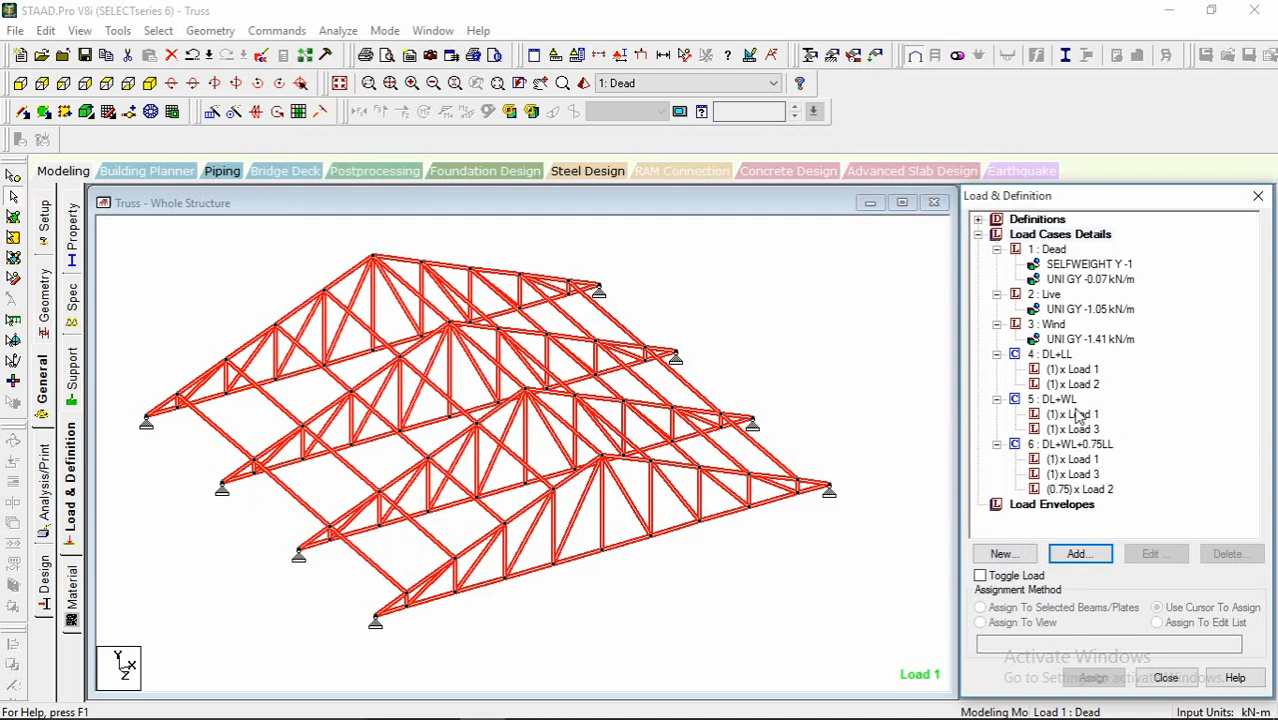 STAAD.Pro V8i (SELECTseries 6) - Truss
File Edit View Tools Select Geometry Commands Analyze Mode Window Help
1: Dead
Modeling Building Planner Piping Bridge Deck Postprocessing Foundation Design Steel Design RAM Connection Concrete Design Advanced Slab Design Earthquake
Setup
Geometry
General
Analysis/Print
Design
Property
Spec
Support
Load & Definition
Material
Truss - Whole Structure
Y
X
Z
Load 1
Load & Definition
Definitions
Load Cases Details
1 : Dead
SELFWEIGHT Y -1
UNI GY -0.07 kN/m
2 : Live
UNI GY -1.05 kN/m
3 : Wind
UNI GY -1.41 kN/m
4 : DL+LL
(1) x Load 1
(1) x Load 2
5 : DL+WL
(1) x Load 1
(1) x Load 3
6 : DL+WL+0.75LL
(1) x Load 1
(1) x Load 3
(0.75) x Load 2
Load Envelopes
New... Add... Edit ... Delete...
Toggle Load
Assignment Method
Assign To Selected Beams/Plates Use Cursor To Assign
Assign To View Assign To Edit List
Activate Windows
Go to Settings to activate Windows.
Assign Close Help
For Help, press F1 Modeling Mo Load 1 : Dead Input Units: kN-m